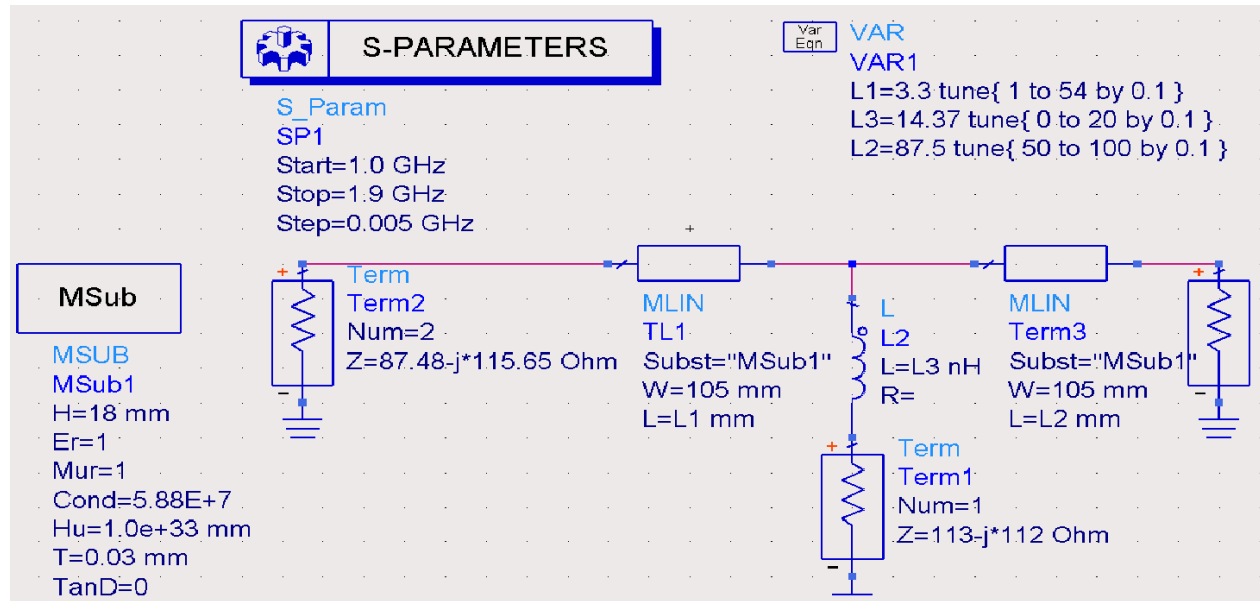 S-PARAMETERS
S_Param
SP1
Start=1.0 GHz
Stop=1.9 GHz
Step=0.005 GHz
Var
Eqn
VAR
VAR1
L1=3.3 tune{ 1 to 54 by 0.1 }
L3=14.37 tune{ 0 to 20 by 0.1 }
L2=87.5 tune{ 50 to 100 by 0.1 }
MSub
MSUB
MSub1
H=18 mm
Er=1
Mur=1
Cond=5.88E+7
Hu=1.0e+33 mm
T=0.03 mm
TanD=0
+
Term
Term2
Num=2
Z=87.48-j*115.65 Ohm
-
+
MLIN
TL1
Subst="MSub1"
W=105 mm
L=L1 mm
L
L2
L=L3 nH
R=
+
Term
Term1
Num=1
Z=113-j*112 Ohm
-
MLIN
Term3
Subst="MSub1"
W=105 mm
L=L2 mm
+
-